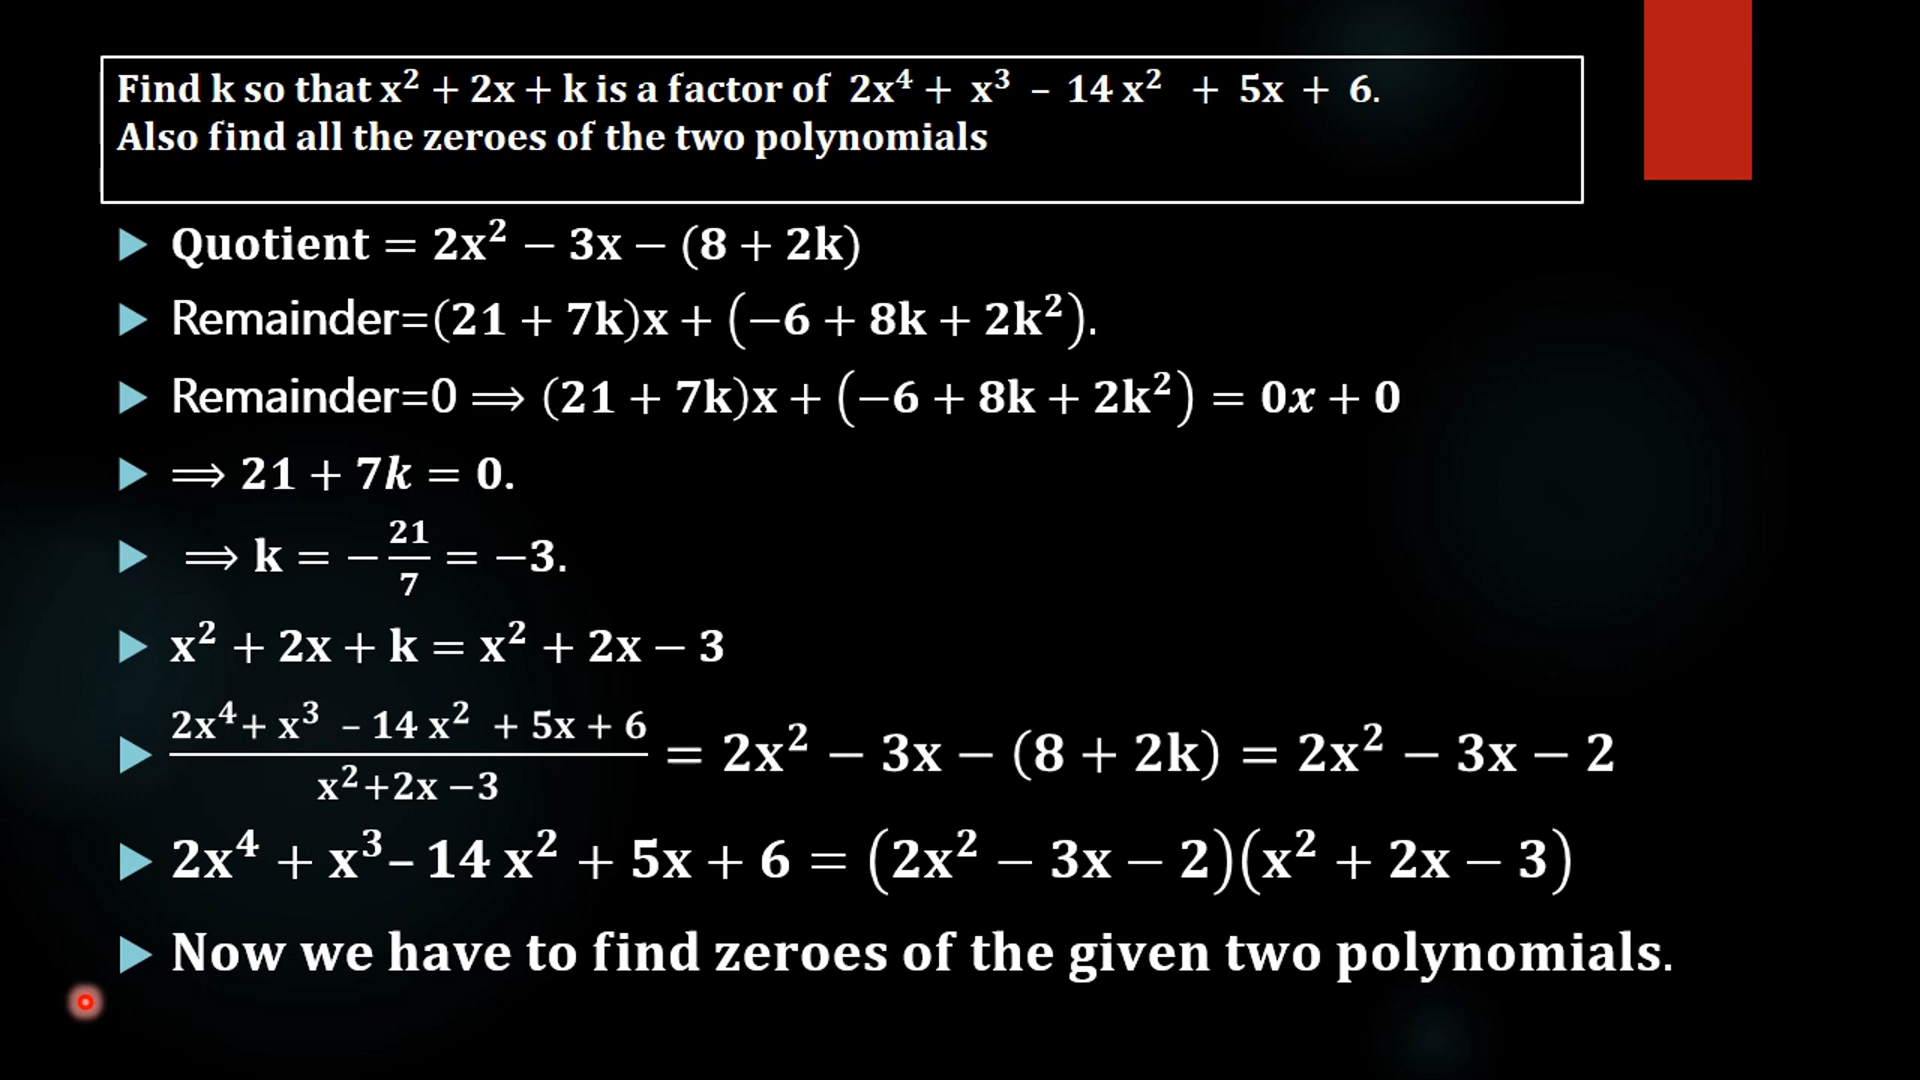 Find k so that x² + 2x + k is a factor of 2x⁴ + x³ – 14 x² + 5x + 6.
Also find all the zeroes of the two polynomials
Quotient = 2x² − 3x − (8 + 2k)
Remainder=(21 + 7k)x + (−6 + 8k + 2k²).
Remainder=0 ⟹ (21 + 7k)x + (−6 + 8k + 2k²) = 0x + 0
⟹ 21 + 7k = 0.
⟹ k = −21/7 = −3.
x² + 2x + k = x² + 2x − 3
(2x⁴+ x³ – 14 x² + 5x + 6)/(x²+2x −3) = 2x² − 3x − (8 + 2k) = 2x² − 3x − 2
2x⁴ + x³– 14 x² + 5x + 6 = (2x² − 3x − 2)(x² + 2x − 3)
Now we have to find zeroes of the given two polynomials.